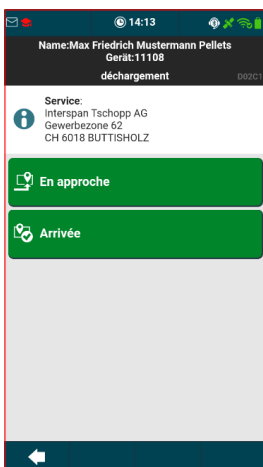 14:13
Name:Max Friedrich Mustermann Pellets
Gerät:11108
déchargement D02C1
Service:
Interspan Tschopp AG
Gewerbezone 62
CH 6018 BUTTISHOLZ
En approche
Arrivée